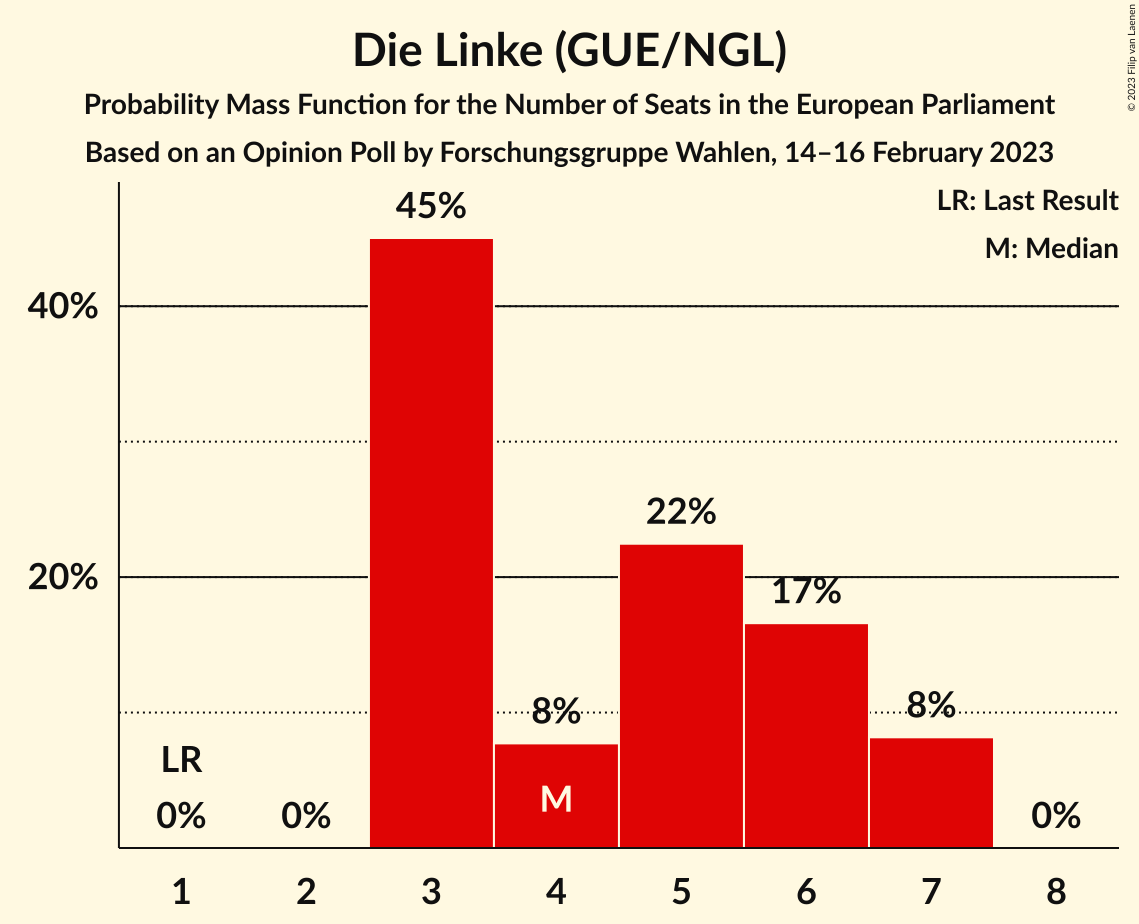 Die Linke (GUE/NGL)
Probability Mass Function for the Number of Seats in the European Parliament
Based on an Opinion Poll by Forschungsgruppe Wahlen, 14–16 February 2023
© 2023 Filip van Laenen
LR: Last Result
M: Median
45%
40%
22%
20%
17%
8%
8%
LR
M
0%
0%
0%
1
2
3
4
5
6
7
8